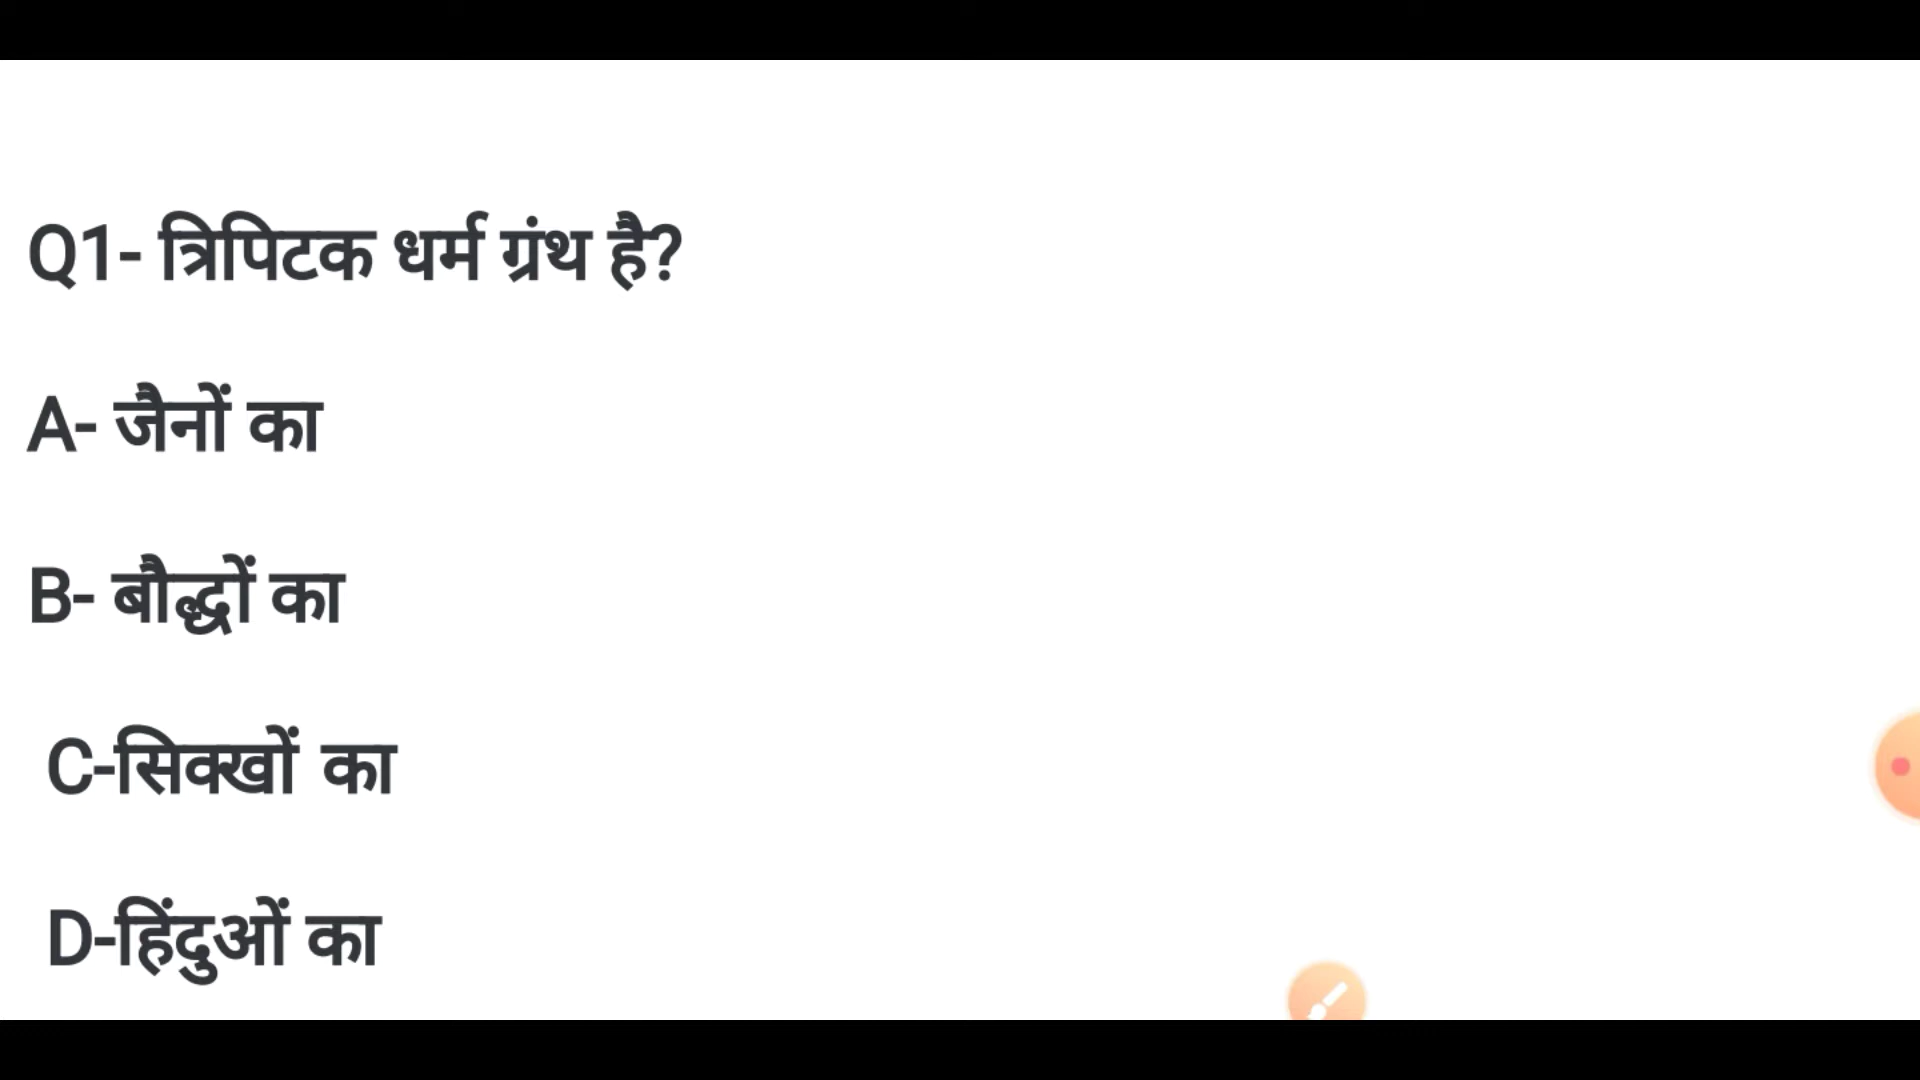 Q1- त्रिपिटक धर्म ग्रंथ है?
A- जैनों का
B- बौद्धों का
C-सिक्खों का
D-हिंदुओं का